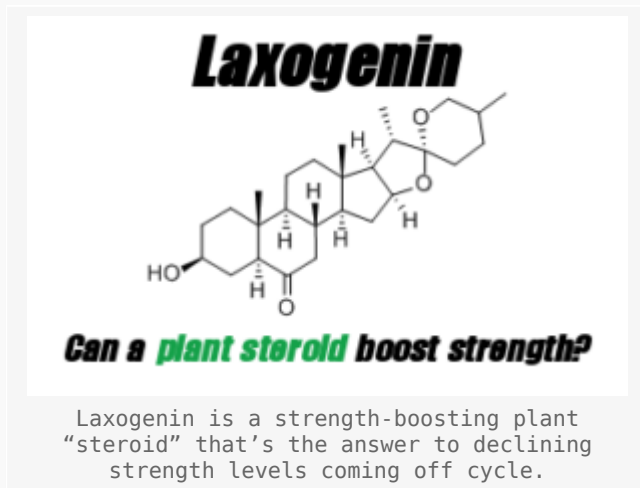 Laxogenin
O
H
O
H
H
H
H
HO
H
O
Can a plant steroid boost strength?
Laxogenin is a strength-boosting plant
“steroid” that’s the answer to declining
strength levels coming off cycle.